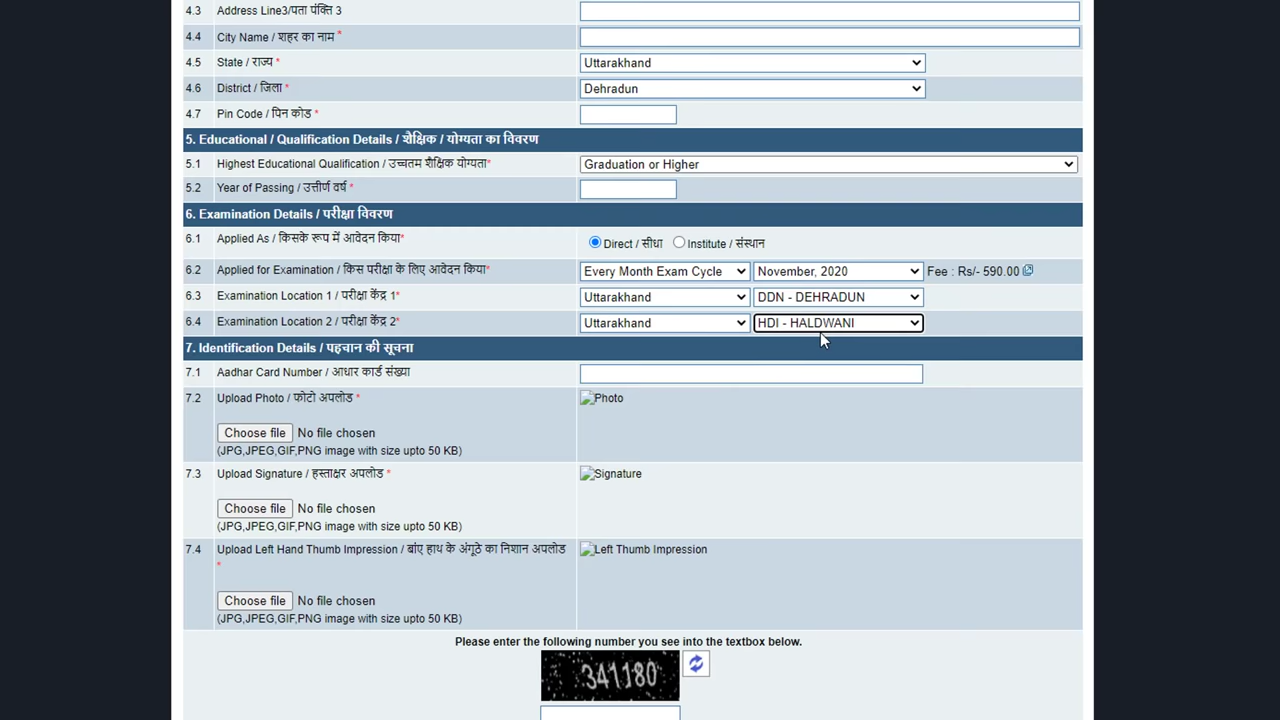 4.3 Address Line3/पता पंक्ति 3
4.4 City Name / शहर का नाम *
4.5 State / राज्य * Uttarakhand
4.6 District / जिला * Dehradun
4.7 Pin Code / पिन कोड *
5. Educational / Qualification Details / शैक्षिक / योग्यता का विवरण
5.1 Highest Educational Qualification / उच्चतम शैक्षिक योग्यता* Graduation or Higher
5.2 Year of Passing / उत्तीर्ण वर्ष *
6. Examination Details / परीक्षा विवरण
6.1 Applied As / किसके रूप में आवेदन किया* Direct / सीधा Institute / संस्थान
6.2 Applied for Examination / किस परीक्षा के लिए आवेदन किया* Every Month Exam Cycle November, 2020 Fee : Rs/- 590.00
6.3 Examination Location 1 / परीक्षा केंद्र 1* Uttarakhand DDN - DEHRADUN
6.4 Examination Location 2 / परीक्षा केंद्र 2* Uttarakhand HDI - HALDWANI
7. Identification Details / पहचान की सूचना
7.1 Aadhar Card Number / आधार कार्ड संख्या
7.2 Upload Photo / फोटो अपलोड * Photo
Choose file No file chosen
(JPG,JPEG,GIF,PNG image with size upto 50 KB)
7.3 Upload Signature / हस्ताक्षर अपलोड * Signature
Choose file No file chosen
(JPG,JPEG,GIF,PNG image with size upto 50 KB)
7.4 Upload Left Hand Thumb Impression / बांए हाथ के अंगूठे का निशान अपलोड Left Thumb Impression
*
Choose file No file chosen
(JPG,JPEG,GIF,PNG image with size upto 50 KB)
Please enter the following number you see into the textbox below.
341180